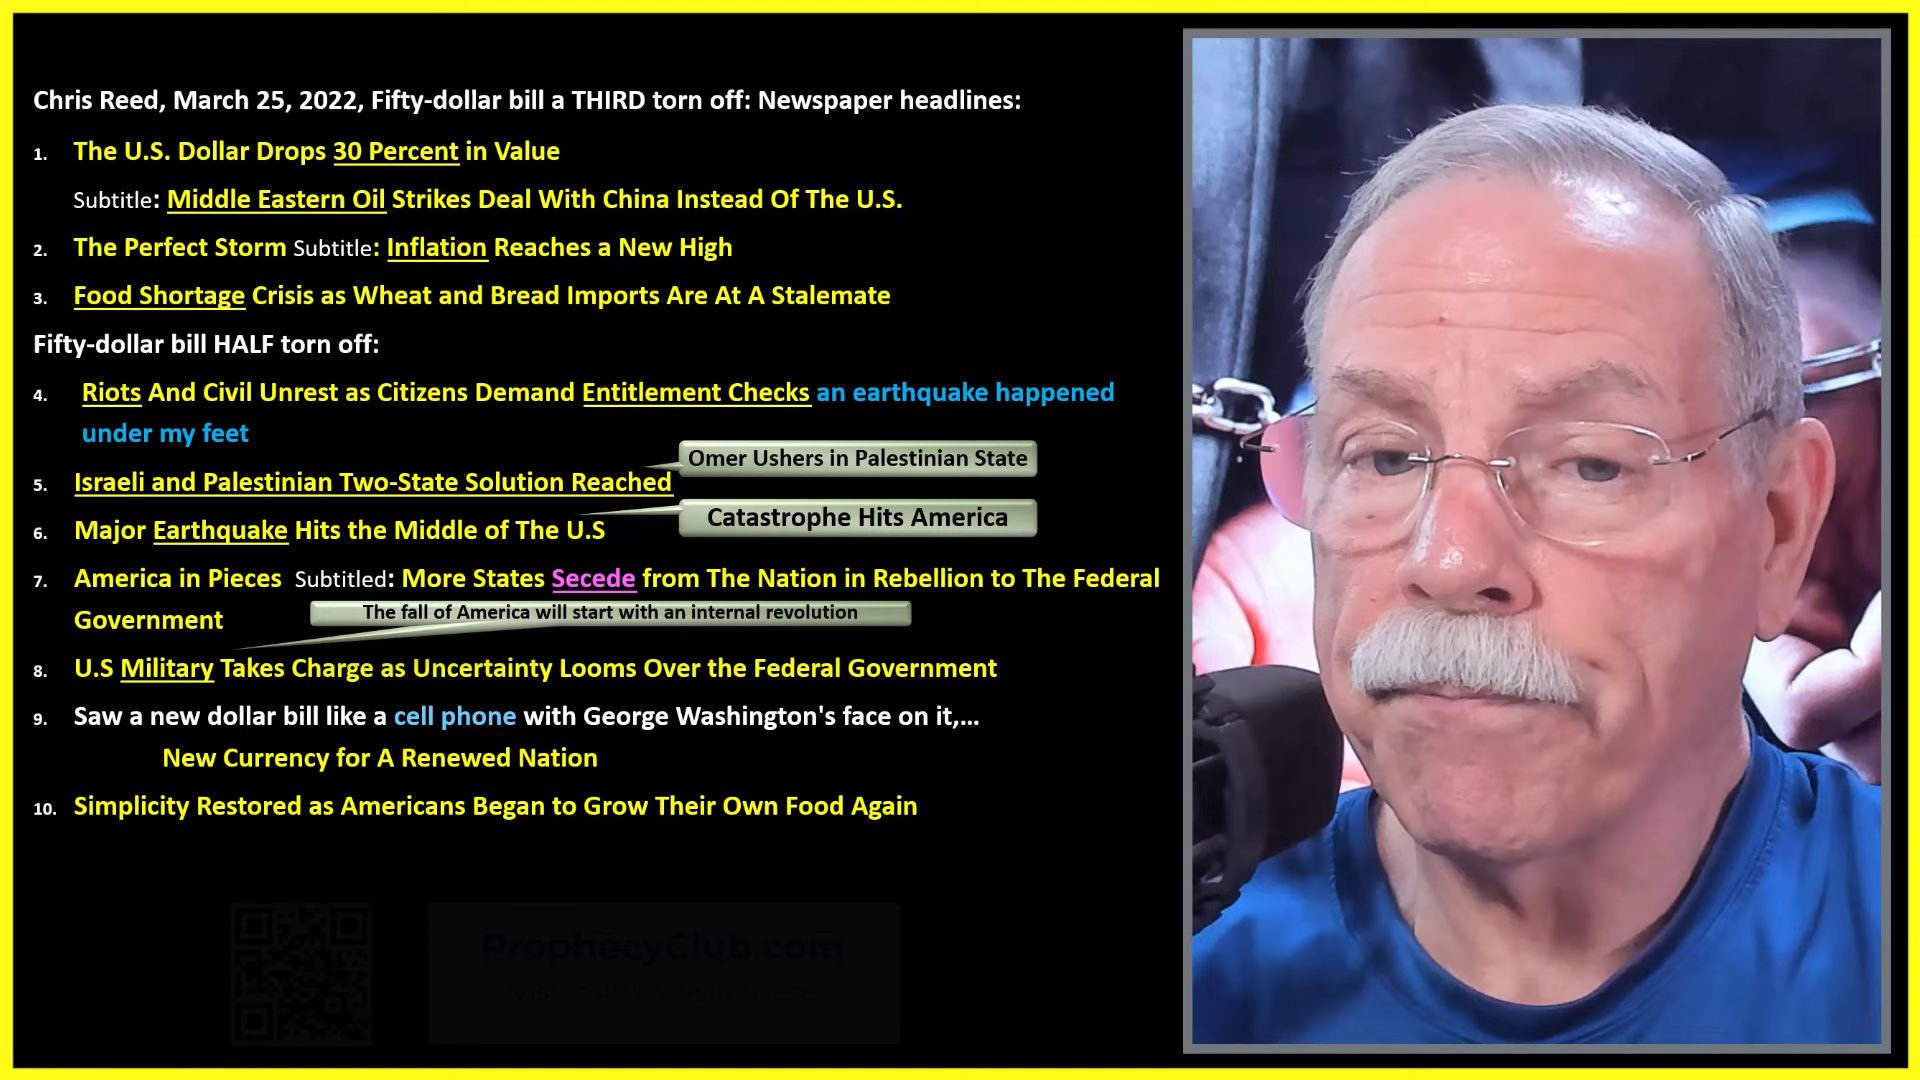 Chris Reed, March 25, 2022, Fifty-dollar bill a THIRD torn off: Newspaper headlines:
1. The U.S. Dollar Drops 30 Percent in Value
Subtitle: Middle Eastern Oil Strikes Deal With China Instead Of The U.S.
2. The Perfect Storm Subtitle: Inflation Reaches a New High
3. Food Shortage Crisis as Wheat and Bread Imports Are At A Stalemate
Fifty-dollar bill HALF torn off:
4. Riots And Civil Unrest as Citizens Demand Entitlement Checks an earthquake happened
under my feet
Omer Ushers in Palestinian State
5. Israeli and Palestinian Two-State Solution Reached
Catastrophe Hits America
6. Major Earthquake Hits the Middle of The U.S
7. America in Pieces Subtitled: More States Secede from The Nation in Rebellion to The Federal
Government
The fall of America will start with an internal revolution
8. U.S Military Takes Charge as Uncertainty Looms Over the Federal Government
9. Saw a new dollar bill like a cell phone with George Washington's face on it,...
New Currency for A Renewed Nation
10. Simplicity Restored as Americans Began to Grow Their Own Food Again
ProphecyClub.com
Visit our Website Here